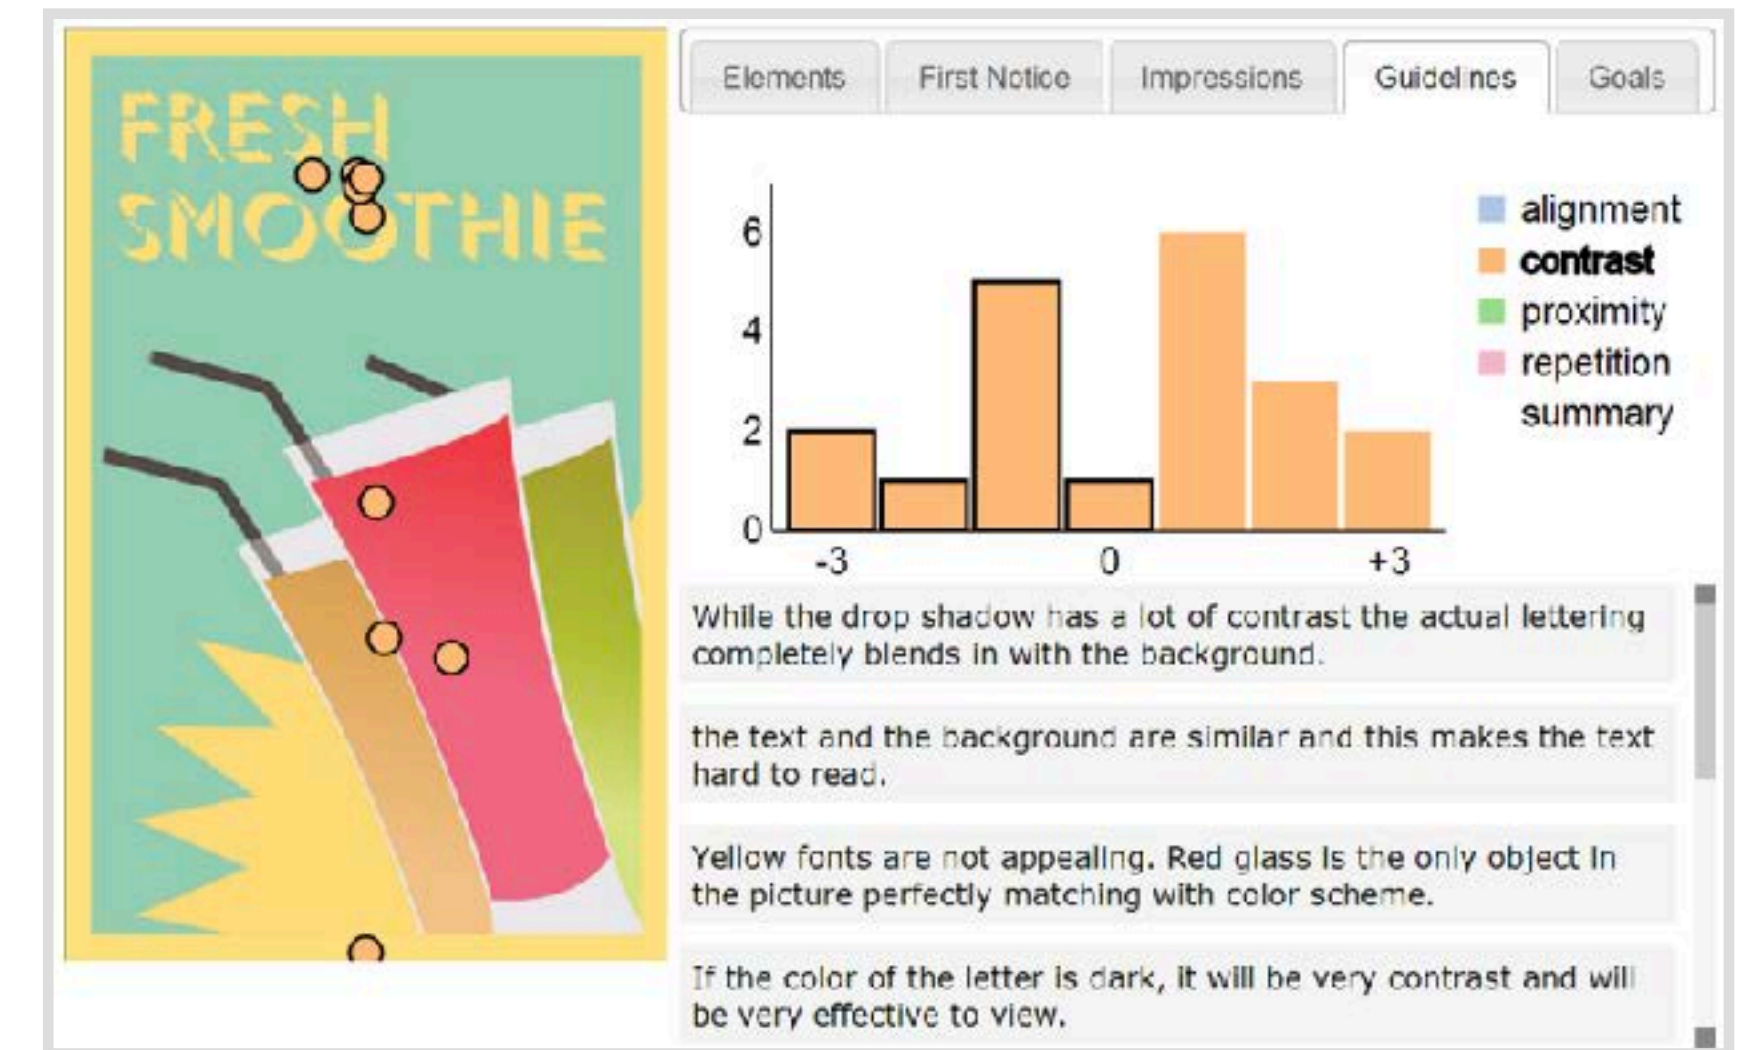 FRESH
SMOOTHIE
Elements
First Notice
Impressions
Guidelines
Goals
6
4
2
0
-3
0
+3
alignment
contrast
proximity
repetition
summary
While the drop shadow has a lot of contrast the actual lettering
completely blends in with the background.
the text and the background are similar and this makes the text
hard to read.
Yellow fonts are not appealing. Red glass is the only object in
the picture perfectly matching with color scheme.
If the color of the letter is dark, it will be very contrast and will
be very effective to view.